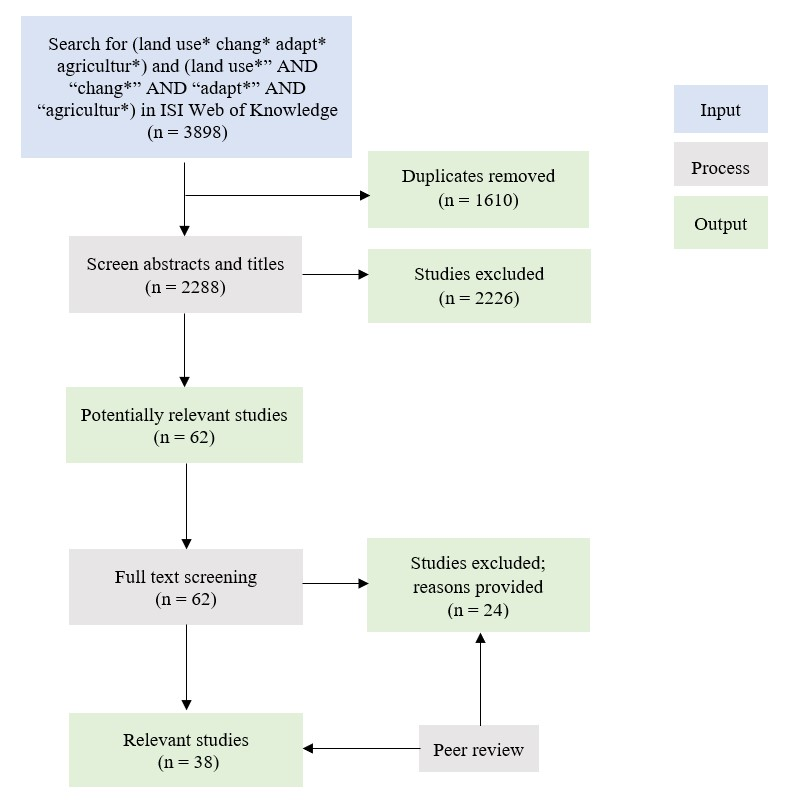 Search for (land use* chang* adapt*
agricultur*) and (land use*” AND
“chang*” AND “adapt*” AND
“agricultur*) in ISI Web of Knowledge
(n = 3898)
Input
Process
Output
Duplicates removed
(n = 1610)
Screen abstracts and titles
(n = 2288)
Studies excluded
(n = 2226)
Potentially relevant studies
(n = 62)
Full text screening
(n = 62)
Studies excluded;
reasons provided
(n = 24)
Relevant studies
(n = 38)
Peer review